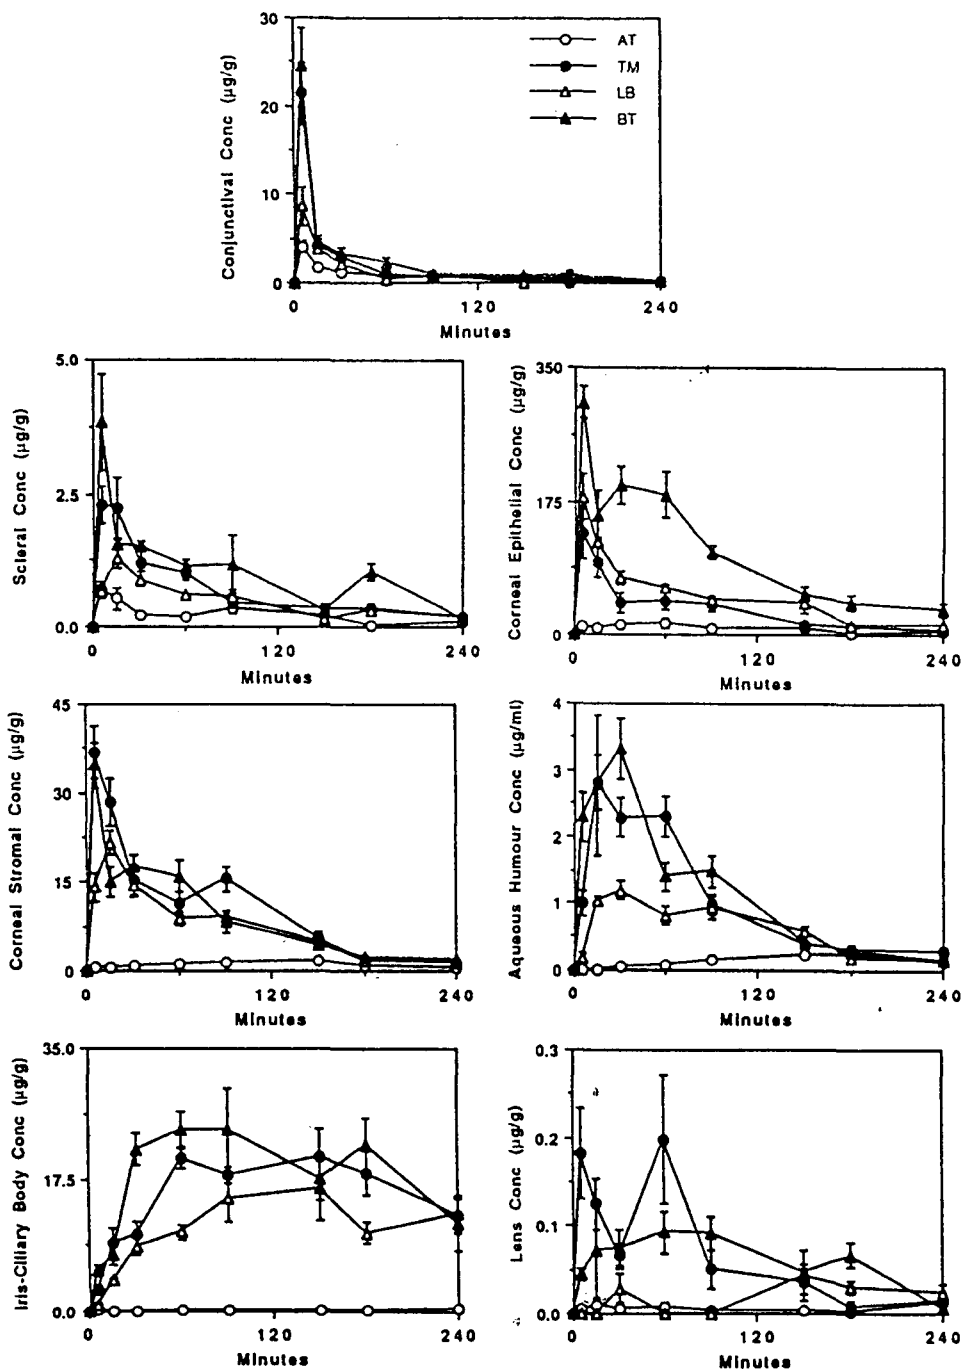 Conjunctival Conc (µg/g)
30
20
10
0
AT
TM
LB
BT
0 120 240
Minutes
Scleral Conc (µg/g)
5.0
2.5
0.0
0 120 240
Minutes
Corneal Epithelial Conc (µg/g)
350
175
0
0 120 240
Minutes
Corneal Stromal Conc (µg/g)
45
30
15
0
0 120 240
Minutes
Aqueous Humour Conc (µg/ml)
4
3
2
1
0
0 120 240
Minutes
Iris-Ciliary Body Conc (µg/g)
35.0
17.5
0.0
0 120 240
Minutes
Lens Conc (µg/g)
0.3
0.2
0.1
0.0
0 120 240
Minutes